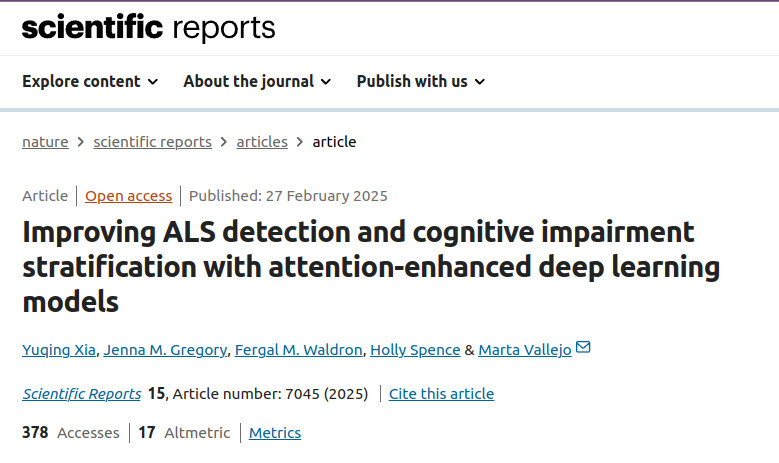 scientific reports
Explore content About the journal Publish with us
nature > scientific reports > articles > article
Article | Open access | Published: 27 February 2025
Improving ALS detection and cognitive impairment
stratification with attention-enhanced deep learning
models
Yuqing Xia, Jenna M. Gregory, Fergal M. Waldron, Holly Spence & Marta Vallejo
Scientific Reports 15, Article number: 7045 (2025) | Cite this article
378 Accesses | 17 Altmetric | Metrics